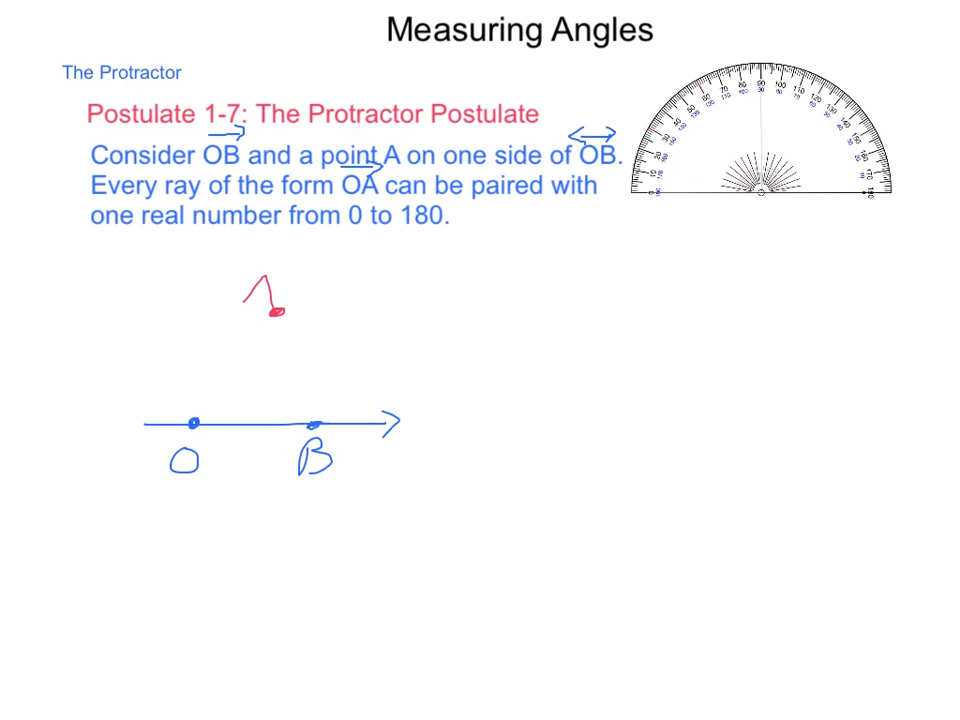 Measuring Angles
The Protractor
Postulate 1-7: The Protractor Postulate
Consider OB and a point A on one side of OB.
Every ray of the form OA can be paired with
one real number from 0 to 180.
O
B